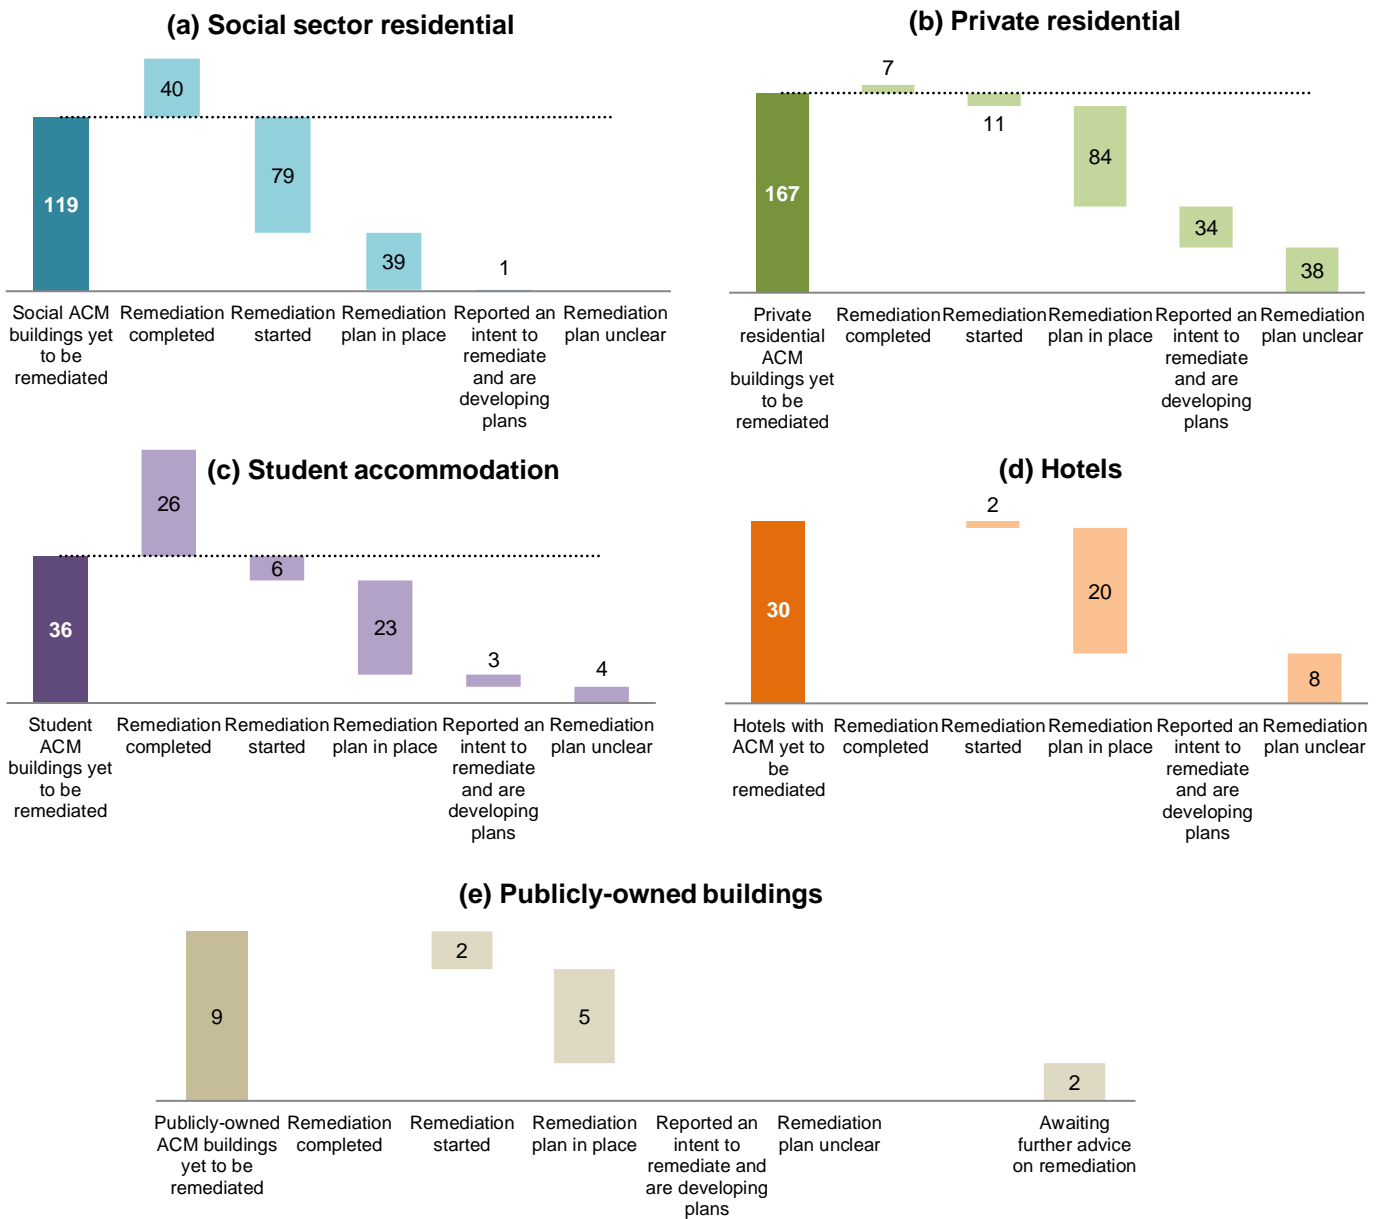 (a) Social sector residential
40
119
79
39
1
Social ACM
buildings yet
to be
remediated
Remediation
completed
Remediation
started
Remediation
plan in place
Reported an
intent to
remediate
and are
developing
plans
Remediation
plan unclear
(b) Private residential
7
167
11
84
34
38
Private
residential
ACM
buildings yet
to be
remediated
Remediation
completed
Remediation
started
Remediation
plan in place
Reported an
intent to
remediate
and are
developing
plans
Remediation
plan unclear
(c) Student accommodation
26
36
6
23
3
4
Student
ACM
buildings yet
to be
remediated
Remediation
completed
Remediation
started
Remediation
plan in place
Reported an
intent to
remediate
and are
developing
plans
Remediation
plan unclear
(d) Hotels
2
30
20
8
Hotels with
ACM yet to
be
remediated
Remediation
completed
Remediation
started
Remediation
plan in place
Reported an
intent to
remediate
and are
developing
plans
Remediation
plan unclear
(e) Publicly-owned buildings
2
9
5
2
Publicly-owned
ACM buildings
yet to be
remediated
Remediation
completed
Remediation
started
Remediation
plan in place
Reported an
intent to
remediate and
are developing
plans
Remediation
plan unclear
Awaiting
further advice
on remediation